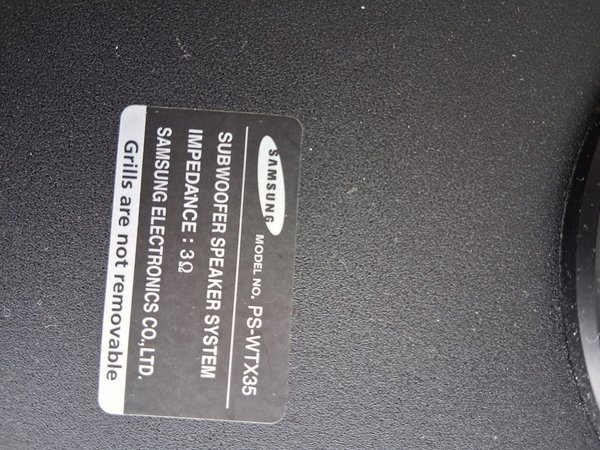 SAMSUNG MODEL NO. PS-WTX35
SUBWOOFER SPEAKER SYSTEM
IMPEDANCE : 3Ω
SAMSUNG ELECTRONICS CO.,LTD.
Grills are not removable